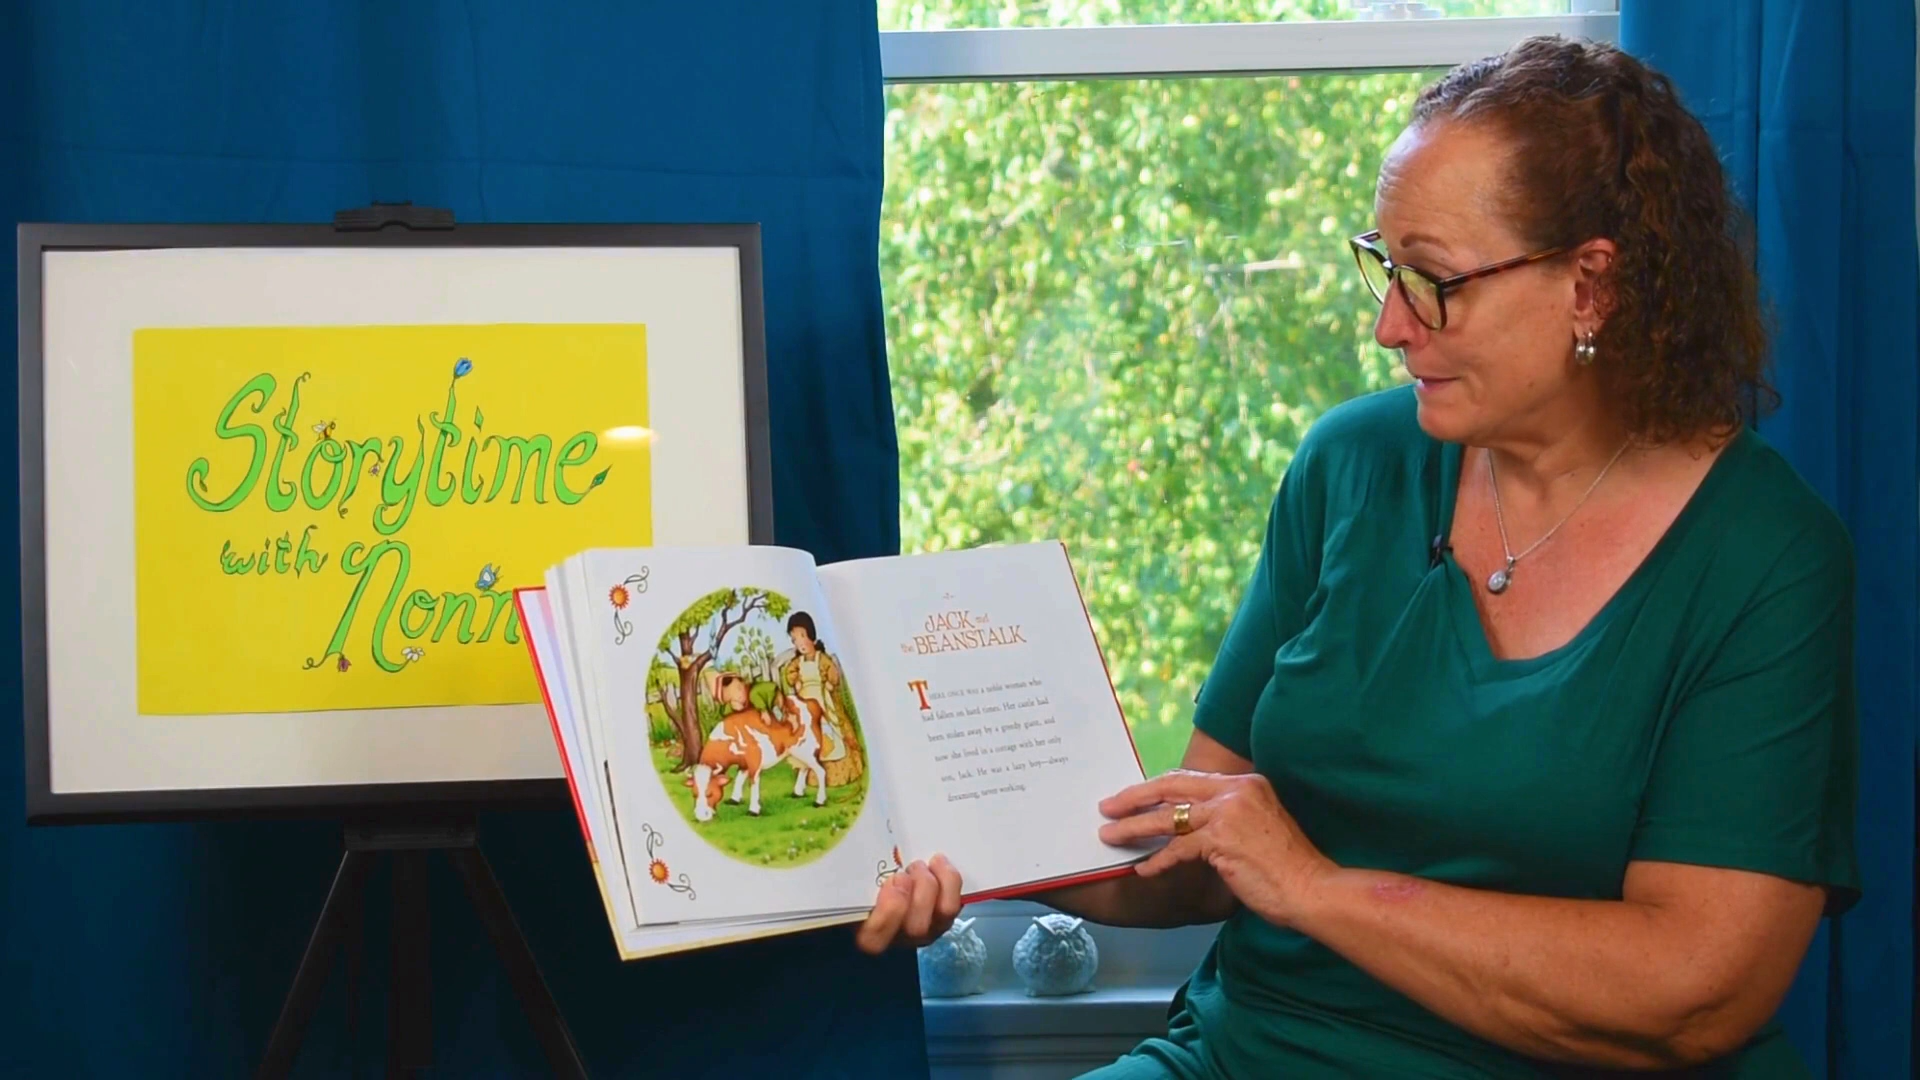 Storytime
with Nonn
JACK and
the BEANSTALK
THERE ONCE WAS a noble woman who
had fallen on hard times. Her castle had
been stolen away by a greedy giant, and
now she lived in a cottage with her only
son, Jack. He was a lazy boy—always
dreaming, never working.